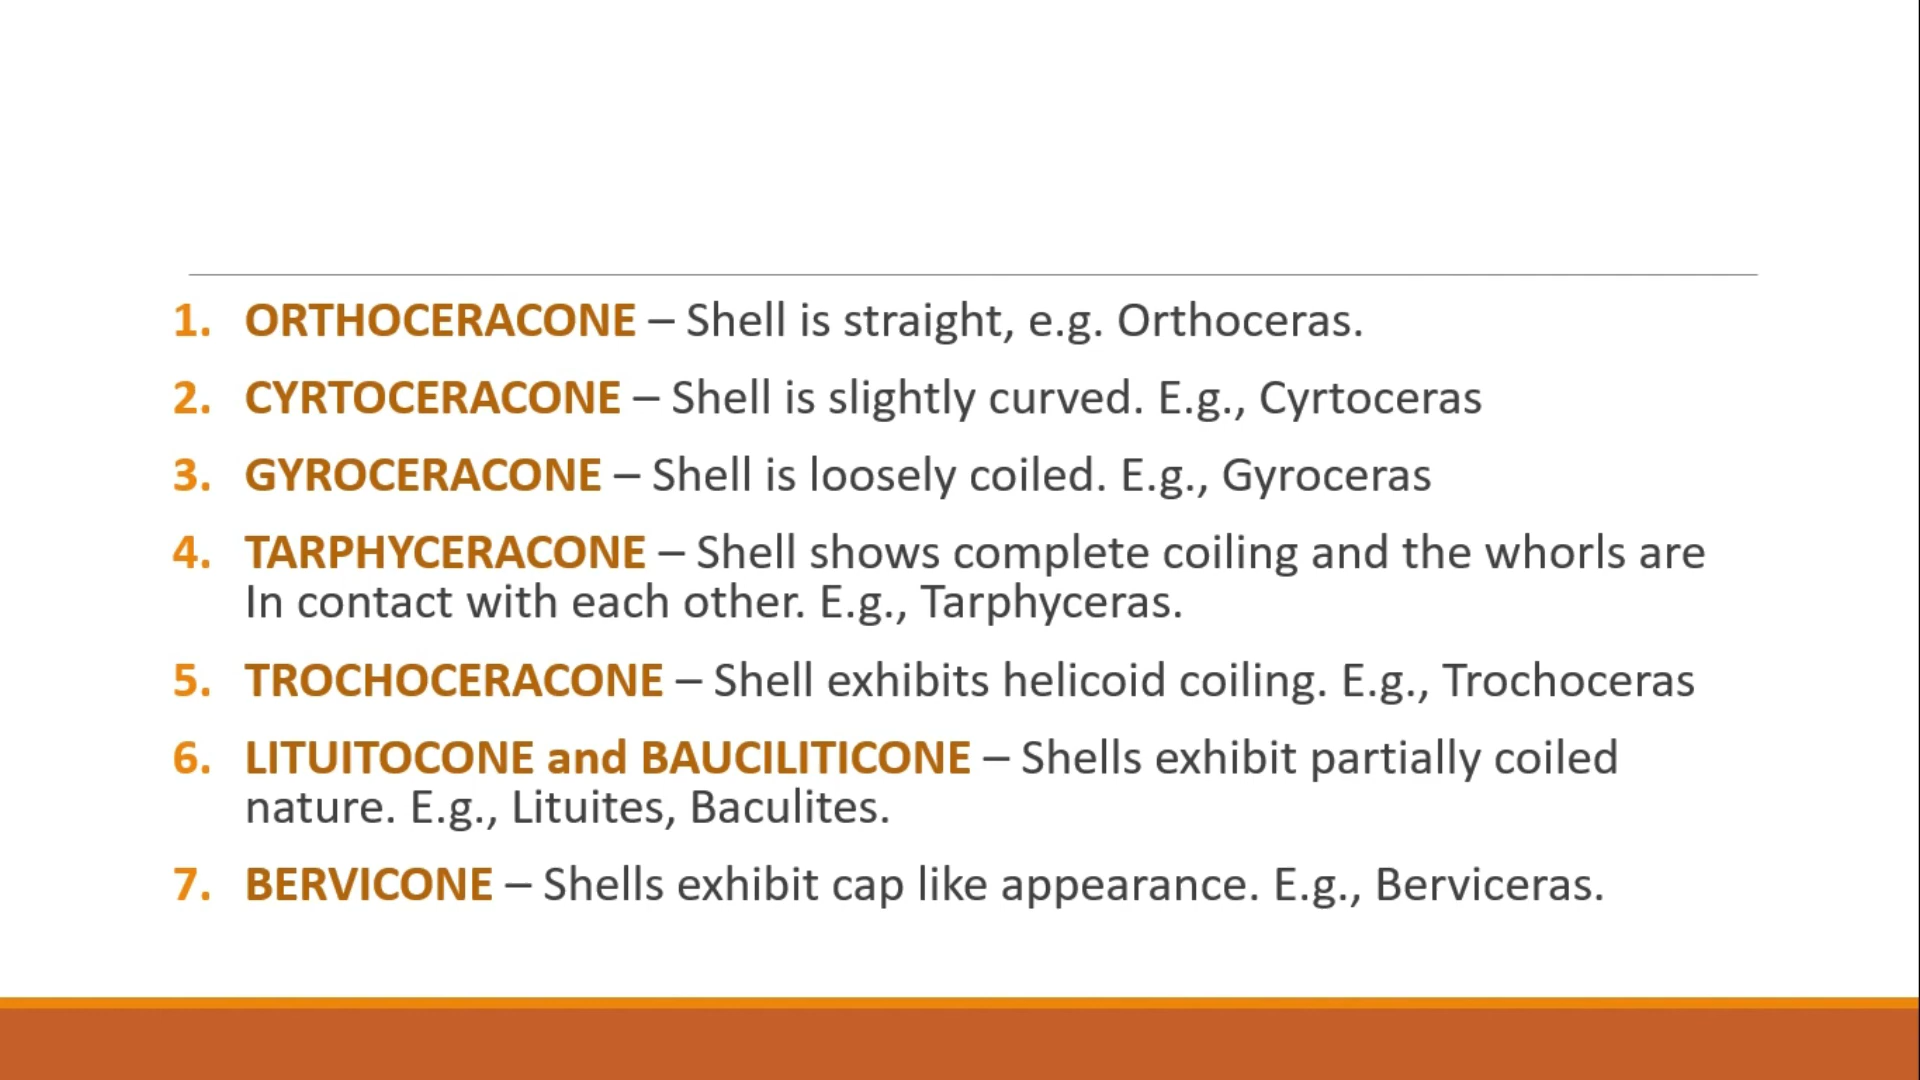 1. ORTHOCERACONE – Shell is straight, e.g. Orthoceras.
2. CYRTOCERACONE – Shell is slightly curved. E.g., Cyrtoceras
3. GYROCERACONE – Shell is loosely coiled. E.g., Gyroceras
4. TARPHYCERACONE – Shell shows complete coiling and the whorls are
In contact with each other. E.g., Tarphyceras.
5. TROCHOCERACONE – Shell exhibits helicoid coiling. E.g., Trochoceras
6. LITUITOCONE and BAUCILITICONE – Shells exhibit partially coiled
nature. E.g., Lituites, Baculites.
7. BERVICONE – Shells exhibit cap like appearance. E.g., Berviceras.